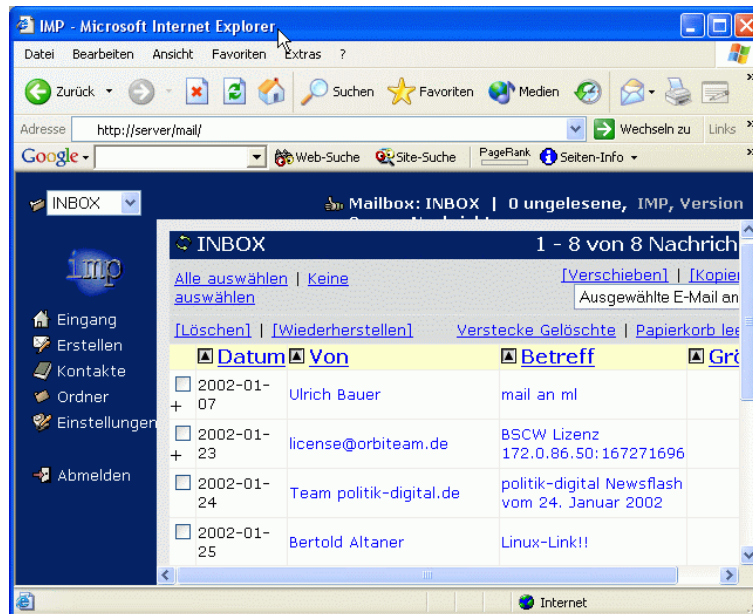 IMP - Microsoft Internet Explorer
Datei Bearbeiten Ansicht Favoriten Extras ?
Zurück Suchen Favoriten Medien
Adresse http://server/mail/ Wechseln zu Links
Google Web-Suche Site-Suche PageRank Seiten-Info
INBOX Mailbox: INBOX | 0 ungelesene, IMP, Version
imp
Eingang
Erstellen
Kontakte
Ordner
Einstellungen
Abmelden
INBOX 1 - 8 von 8 Nachrich
Alle auswählen | Keine auswählen
[Verschieben] | [Kopier
Ausgewählte E-Mail an
[Löschen] | [Wiederherstellen] Verstecke Gelöschte | Papierkorb lee
Datum Von Betreff Grö
2002-01-07 Ulrich Bauer mail an ml
+
2002-01-23 license@orbiteam.de BSCW Lizenz 172.0.86.50:167271696
+
2002-01-24 Team politik-digital.de politik-digital Newsflash vom 24. Januar 2002
2002-01-25 Bertold Altaner Linux-Link!!
Internet